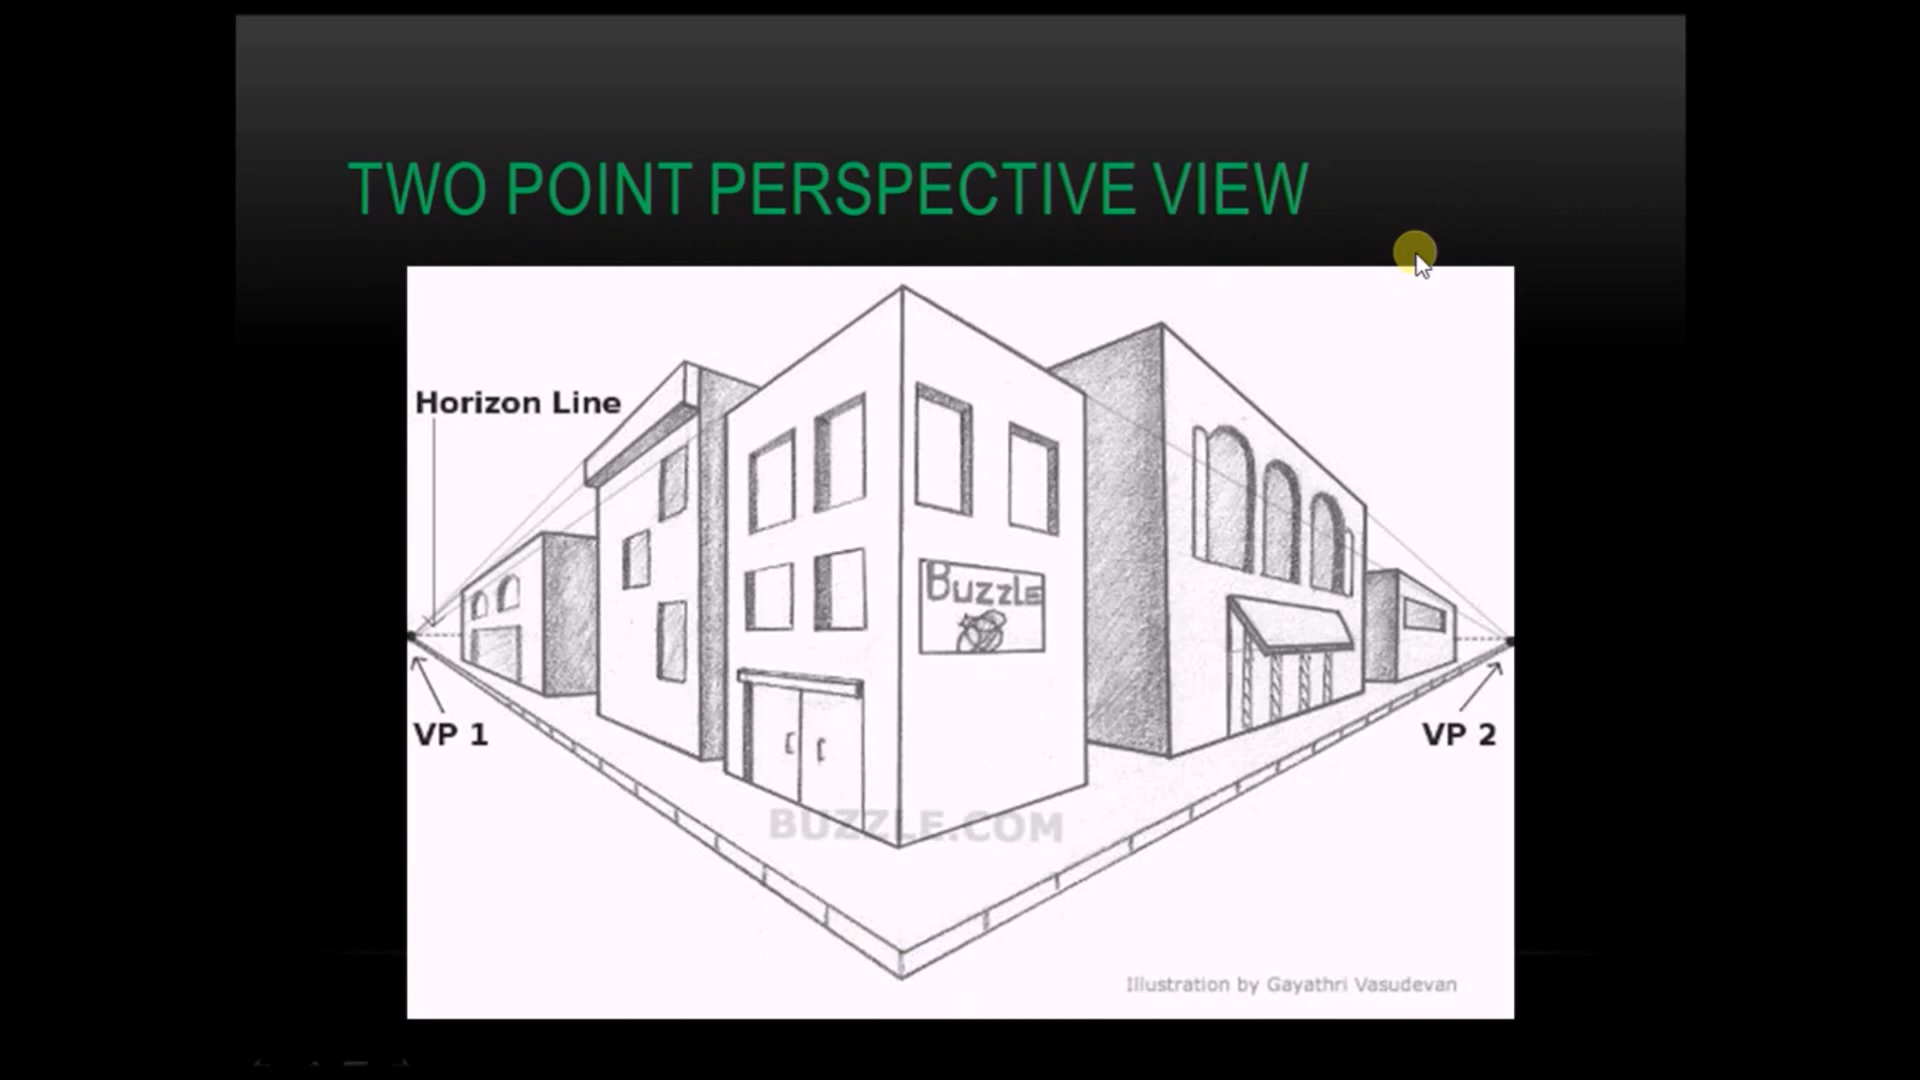 TWO POINT PERSPECTIVE VIEW
Horizon Line
Buzzle
VP 1
VP 2
BUZZLE.COM
Illustration by Gayathri Vasudevan